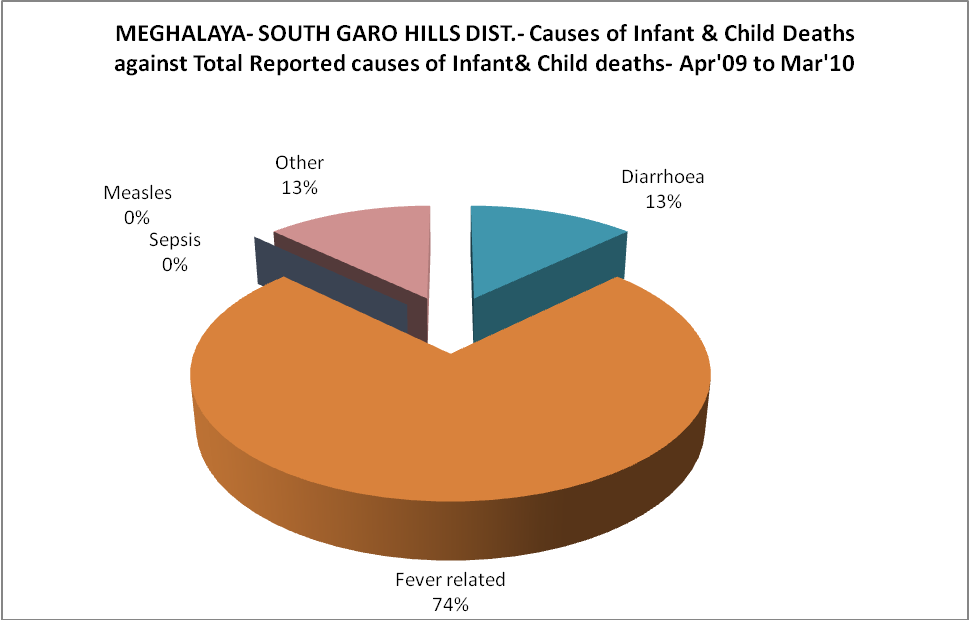 MEGHALAYA- SOUTH GARO HILLS DIST.- Causes of Infant & Child Deaths
against Total Reported causes of Infant& Child deaths- Apr'09 to Mar'10
Other
13%
Diarrhoea
13%
Measles
0%
Sepsis
0%
Fever related
74%